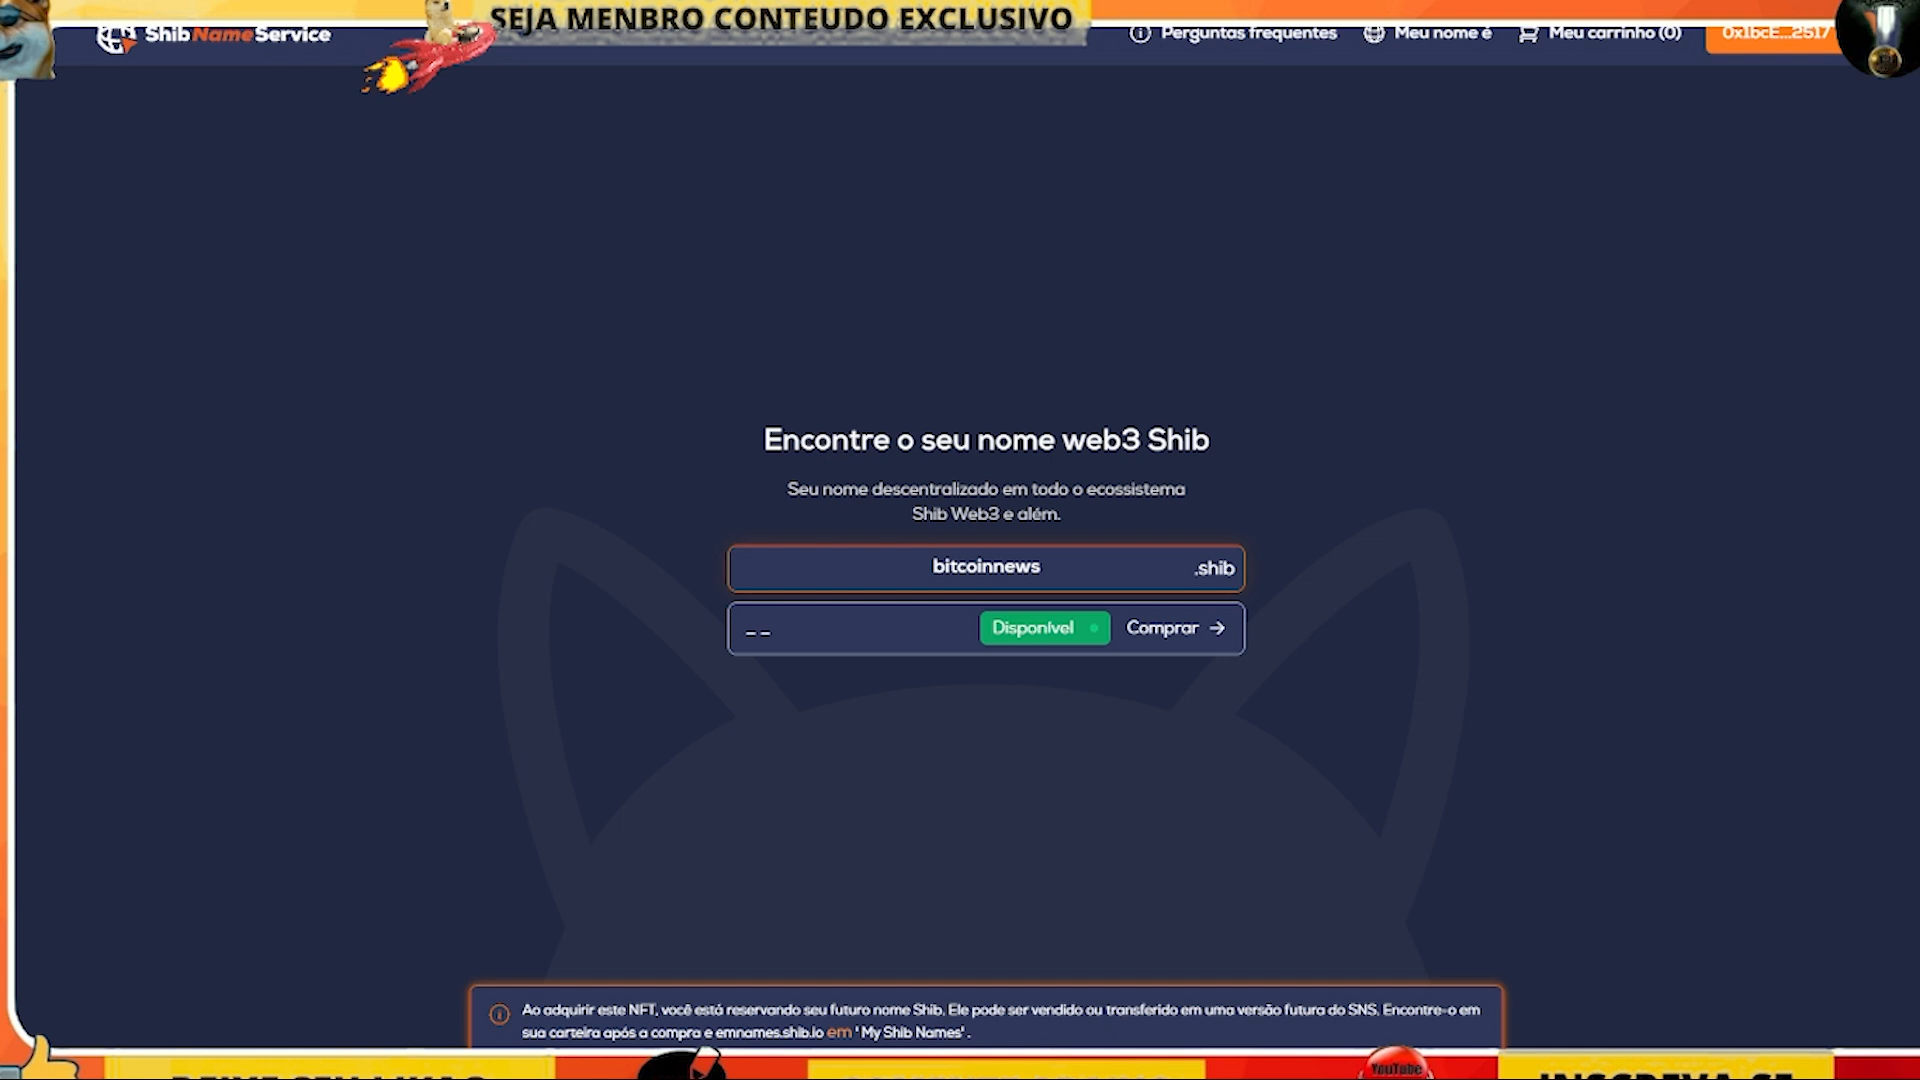 SEJA MENBRO CONTEUDO EXCLUSIVO
ShibNameService
Perguntas frequentes
Meu nome é
Meu carrinho (0)
0x1bcE...2517
Encontre o seu nome web3 Shib
Seu nome descentralizado em todo o ecossistema
Shib Web3 e além.
bitcoinnews
.shib
_ _
Disponível
Comprar →
Ao adquirir este NFT, você está reservando seu futuro nome Shib. Ele pode ser vendido ou transferido em uma versão futura do SNS. Encontre-o em
sua carteira após a compra e emnames.shib.io em ' My Shib Names' .
YouTube
INSCREVA-SE